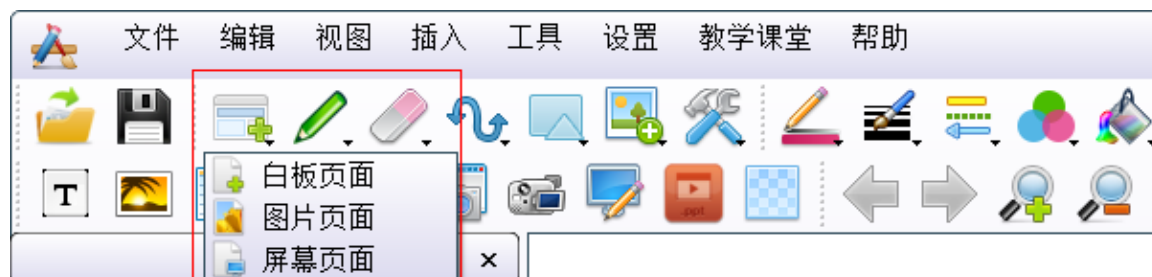 文件 编辑 视图 插入 工具 设置 教学课堂 帮助
T
.ppt
白板页面
图片页面
屏幕页面